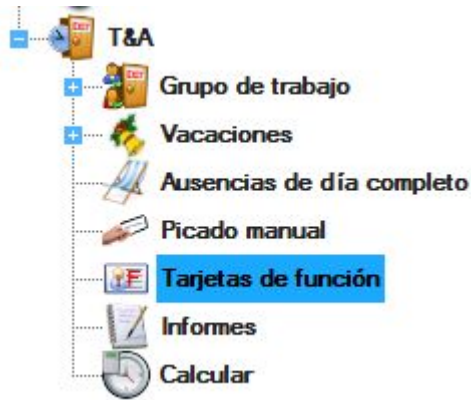 T&A
Grupo de trabajo
Vacaciones
Ausencias de día completo
Picado manual
Tarjetas de función
Informes
Calcular